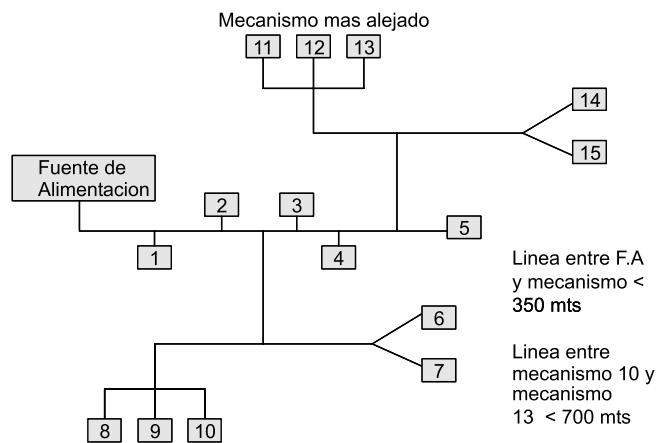 Mecanismo mas alejado
11 12 13
14
15
Fuente de
Alimentacion
2 3
5
1 4
Linea entre F.A
y mecanismo <
350 mts
6
7
Linea entre
mecanismo 10 y
mecanismo
13 < 700 mts
8 9 10